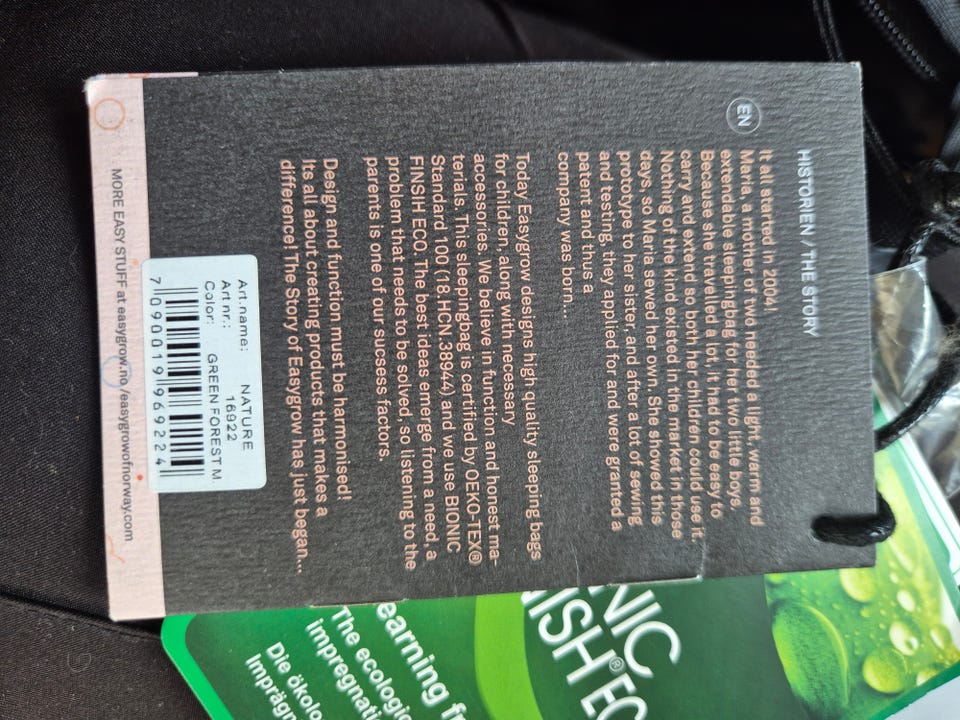 HISTORIEN / THE STORY
EN
It all started in 2004!
Maria, a mother of two needed a light, warm and
extendable sleepingbag for her two little boys.
Because she travelled a lot, it had to be easy to
carry and extend so both her children could use it.
Nothing of the kind existed in the market in those
days, so Maria sewed her own. She showed this
prototype to her sister, and after a lot of sewing
and testing, they applied for and were granted a
patent and thus a
company was born...
Today Easygrow designs high quality sleeping bags
for children, along with necessary
accessories. We believe in function and honest ma-
terials. This sleepingbag is certified by OEKO-TEX®
Standard 100 (18.HCN.38944) and we use BIONIC
FINSIH ECO. The best ideas emerge from a need, a
problem that needs to be solved, so listening to the
parents is one of our success factors.
Design and function must be harmonised!
Its all about creating products that makes a
difference! The Story of Easygrow has just began...
Art.name: NATURE
Art nr.: 16922
Color: GREEN FOREST M.
7 090019 969224
MORE EASY STUFF at easygrow.no/easygrowofnorway.com
NIC
ISH® EC
earning f
The ecologic
impregnati
Die ökolo
Imprägn